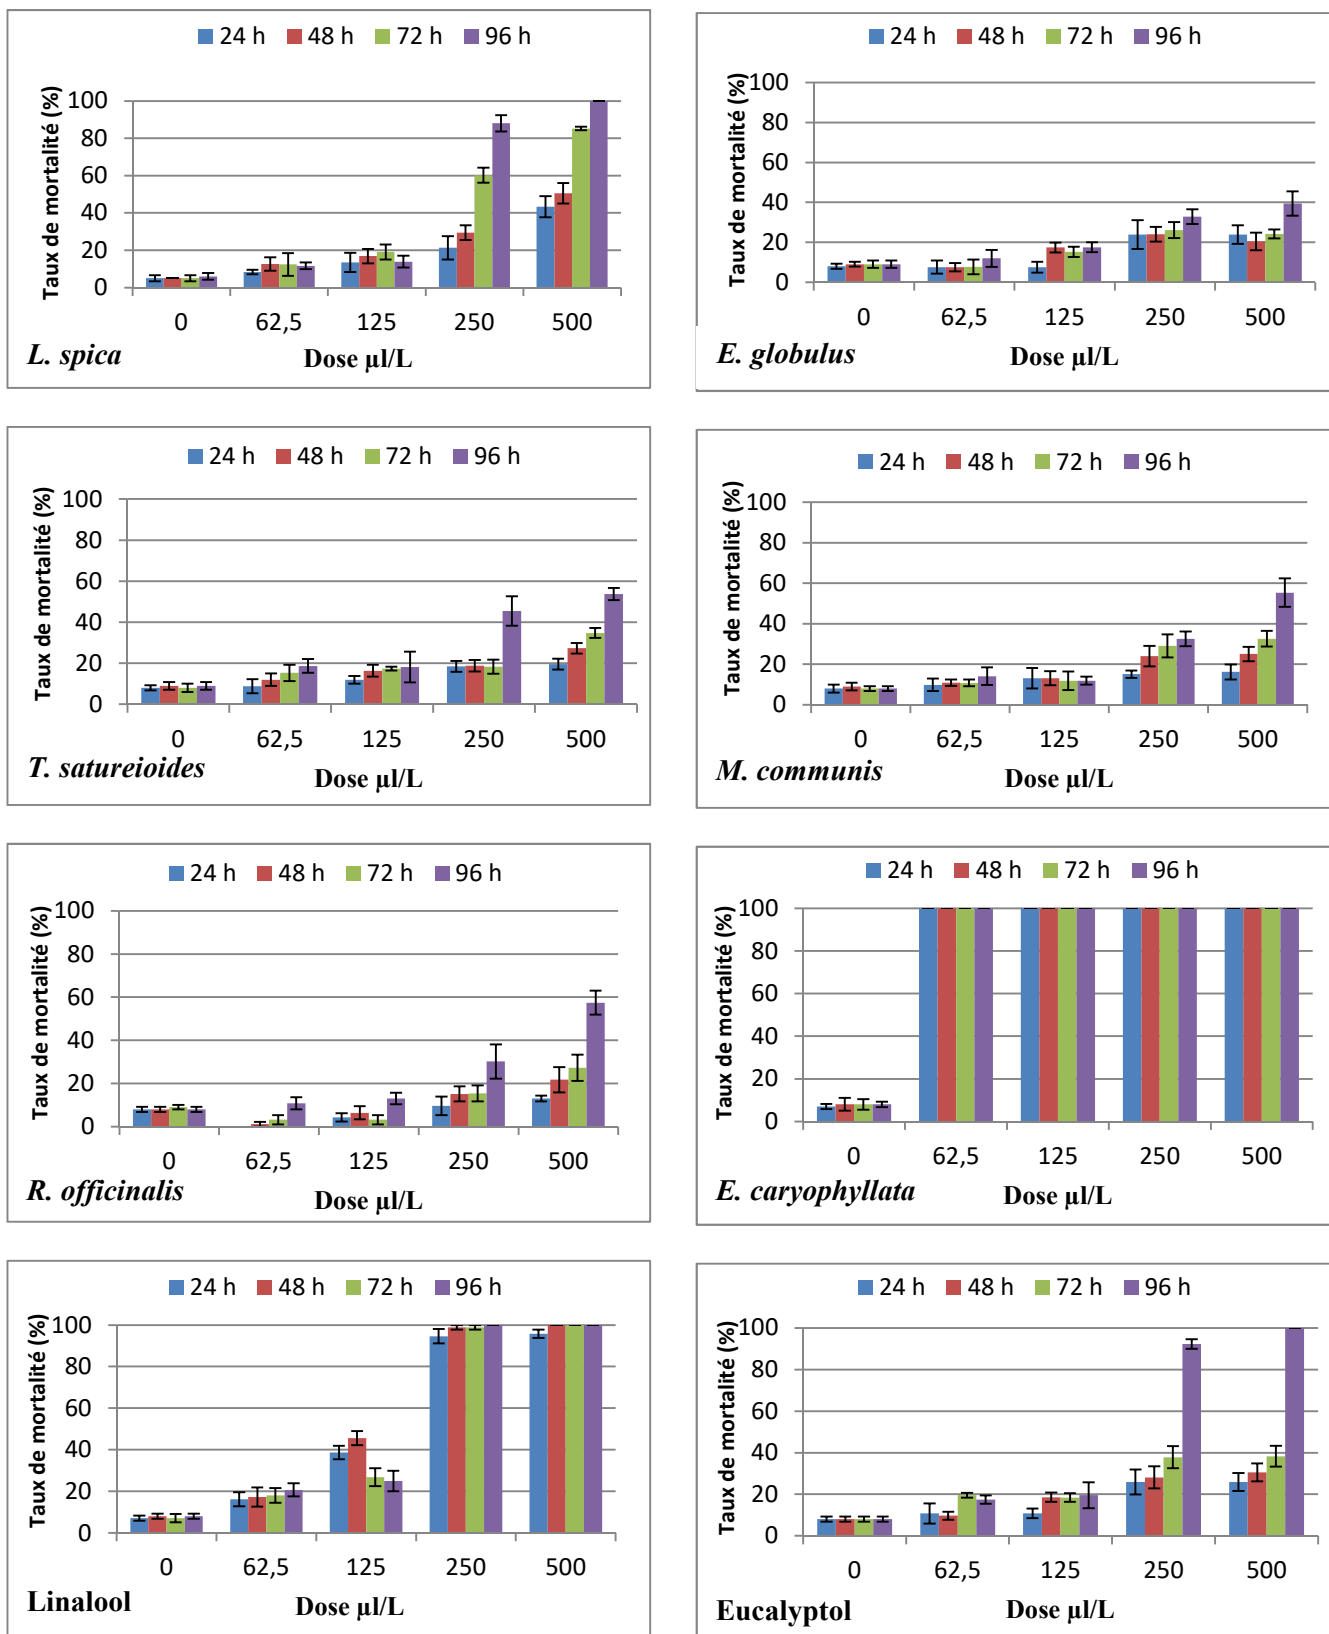 24 h 48 h 72 h 96 h
Taux de mortalité (%)
100
80
60
40
20
0
0 62,5 125 250 500
L. spica Dose µl/L
24 h 48 h 72 h 96 h
Taux de mortalité (%)
100
80
60
40
20
0
0 62,5 125 250 500
E. globulus Dose µl/L
24 h 48 h 72 h 96 h
Taux de mortalité (%)
100
80
60
40
20
0
0 62,5 125 250 500
T. satureioides Dose µl/L
24 h 48 h 72 h 96 h
Taux de mortalité (%)
100
80
60
40
20
0
0 62,5 125 250 500
M. communis Dose µl/L
24 h 48 h 72 h 96 h
Taux de mortalité (%)
100
80
60
40
20
0
0 62,5 125 250 500
R. officinalis Dose µl/L
24 h 48 h 72 h 96 h
Taux de mortalité (%)
100
80
60
40
20
0
0 62,5 125 250 500
E. caryophyllata Dose µl/L
24 h 48 h 72 h 96 h
Taux de mortalité (%)
100
80
60
40
20
0
0 62,5 125 250 500
Linalool Dose µl/L
24 h 48 h 72 h 96 h
Taux de mortalité (%)
100
80
60
40
20
0
0 62,5 125 250 500
Eucalyptol Dose µl/L